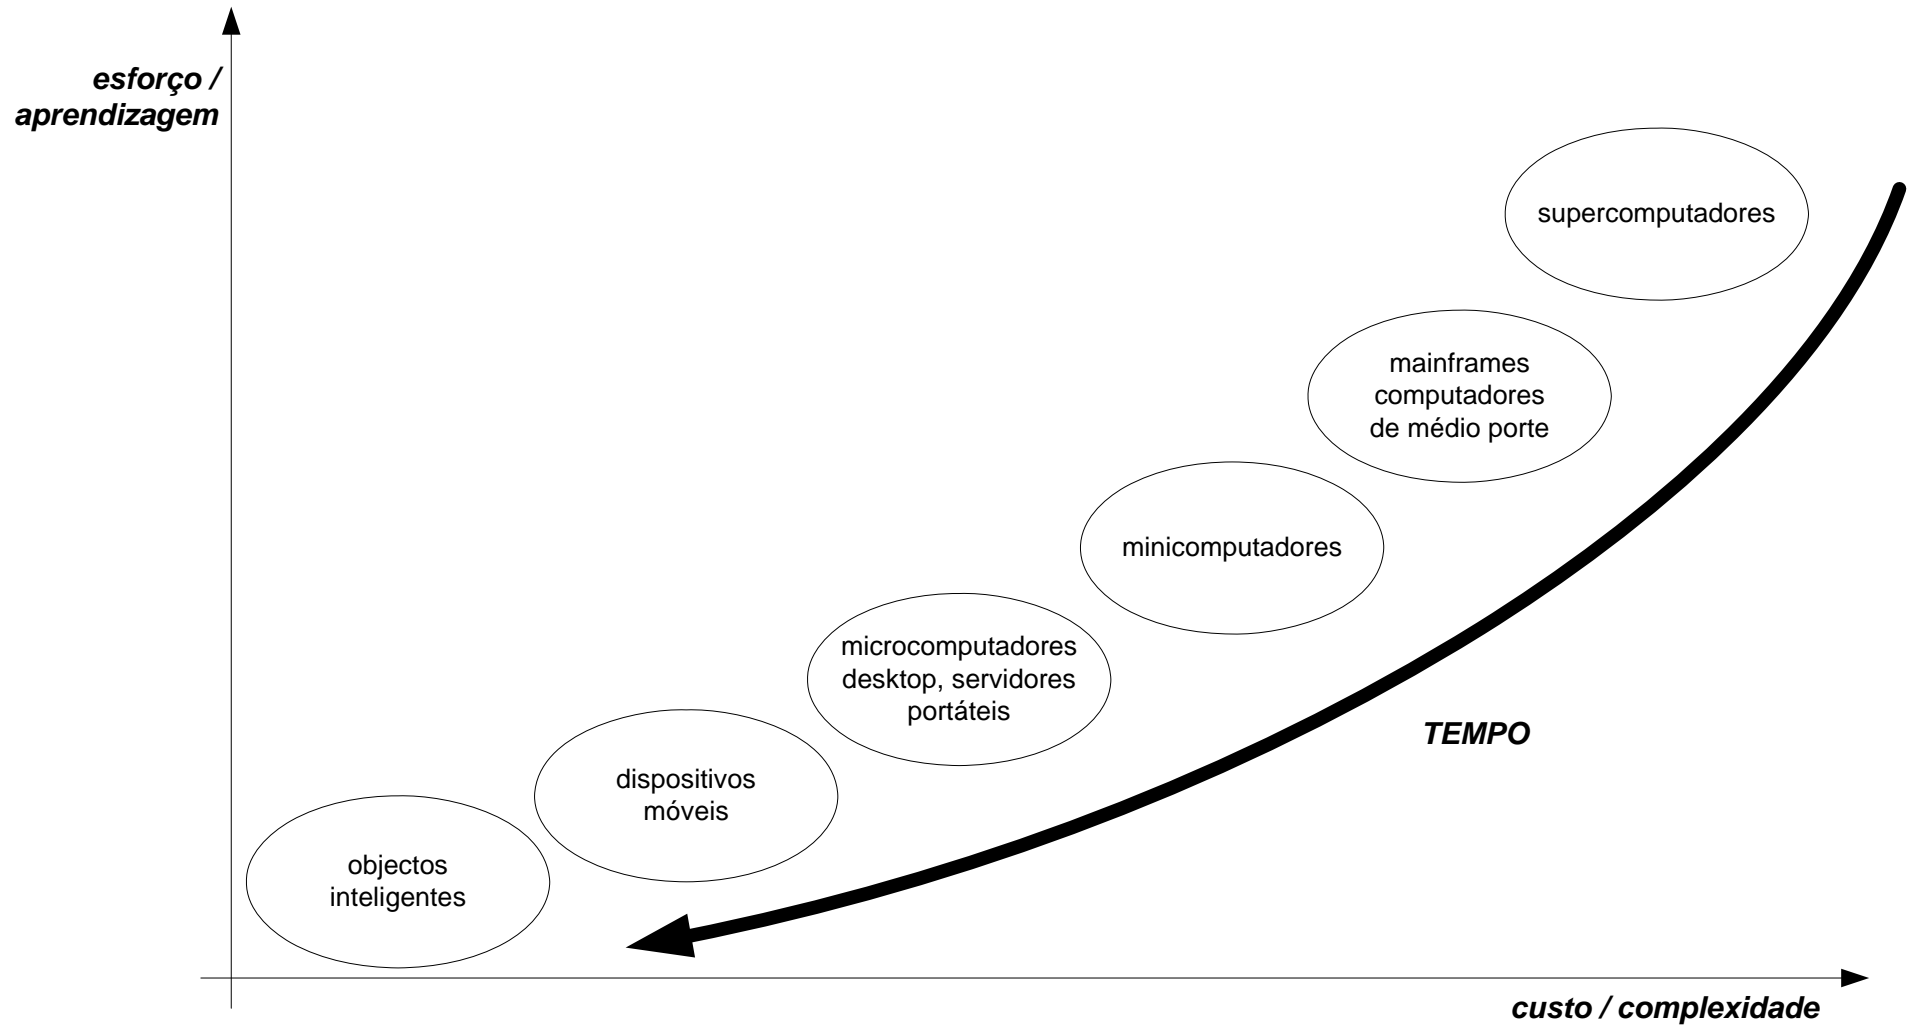 esforço /
aprendizagem
supercomputadores
mainframes
computadores
de médio porte
minicomputadores
microcomputadores
desktop, servidores
portáteis
TEMPO
dispositivos
móveis
objectos
inteligentes
custo / complexidade